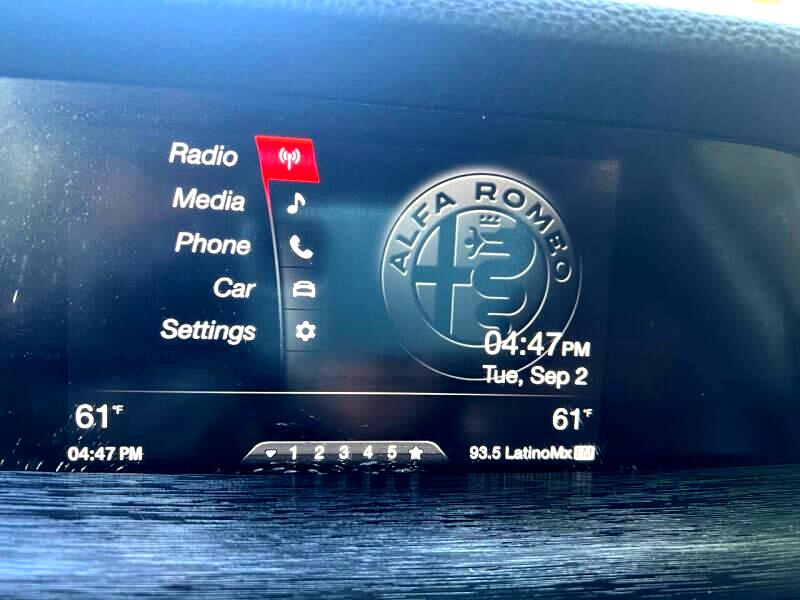 Radio
Media
Phone
Car
Settings
ALFA ROMEO
04:47PM
Tue, Sep 2
61°F
61°F
04:47 PM
1 2 3 4 5
93.5 LatinoMx